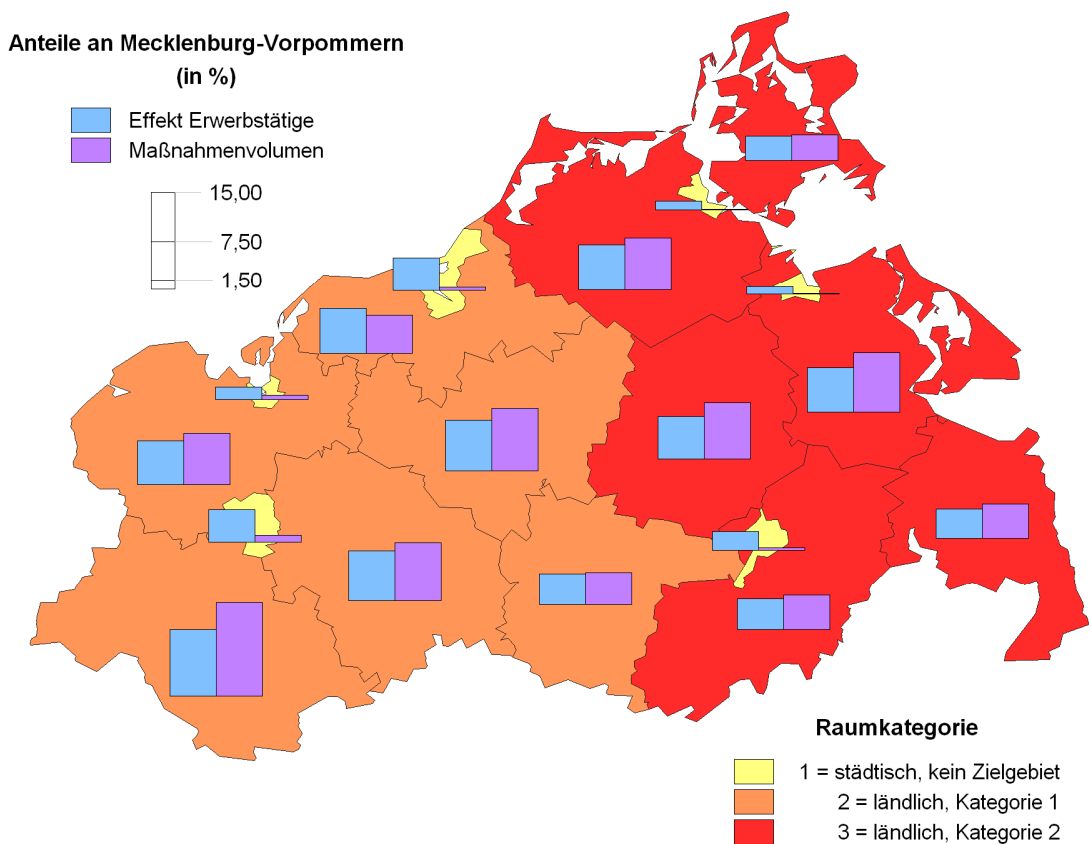 Anteile an Mecklenburg-Vorpommern
(in %)
Effekt Erwerbstätige
Maßnahmenvolumen
15,00
7,50
1,50
Raumkategorie
1 = städtisch, kein Zielgebiet
2 = ländlich, Kategorie 1
3 = ländlich, Kategorie 2